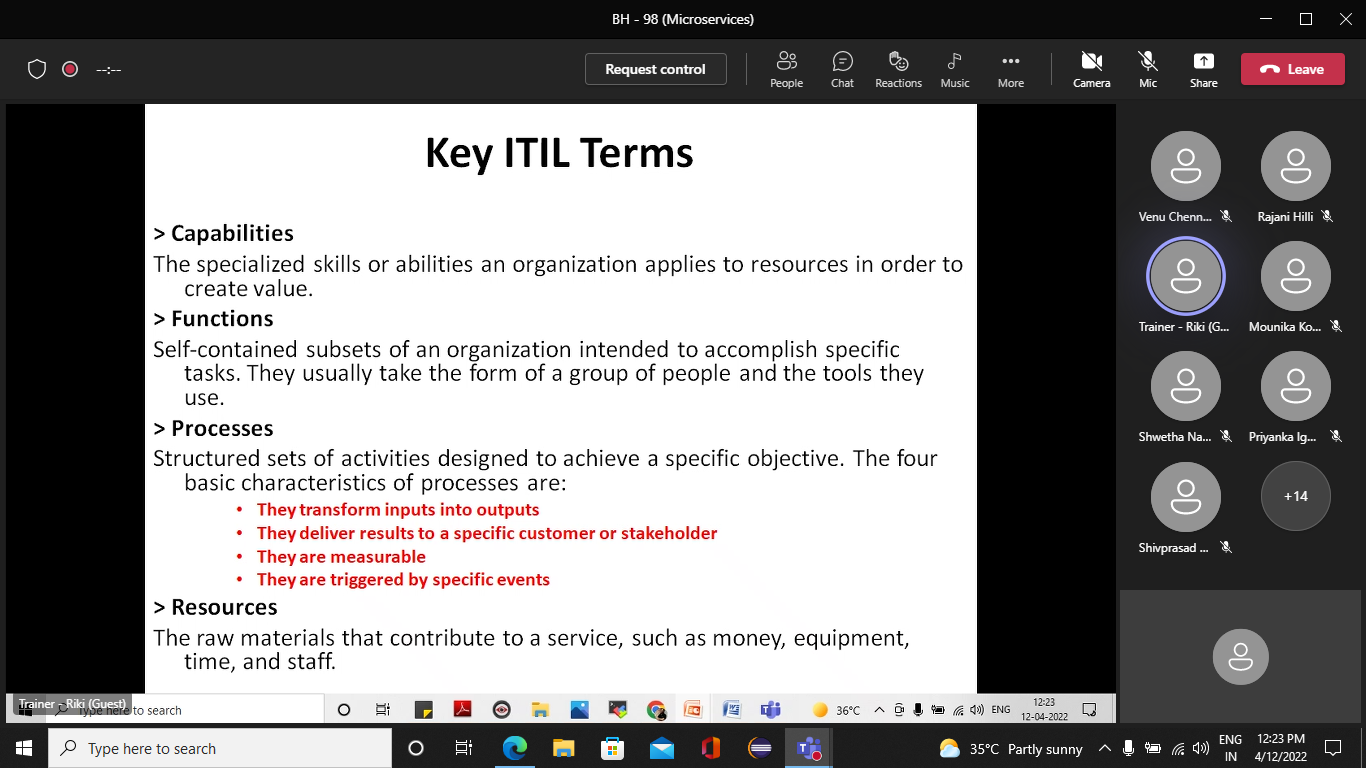 BH - 98 (Microservices)
--:--
Request control
People
Chat
Reactions
Music
More
Camera
Mic
Share
Leave
Key ITIL Terms
> Capabilities
The specialized skills or abilities an organization applies to resources in order to
create value.
> Functions
Self-contained subsets of an organization intended to accomplish specific
tasks. They usually take the form of a group of people and the tools they
use.
> Processes
Structured sets of activities designed to achieve a specific objective. The four
basic characteristics of processes are:
• They transform inputs into outputs
• They deliver results to a specific customer or stakeholder
• They are measurable
• They are triggered by specific events
> Resources
The raw materials that contribute to a service, such as money, equipment,
time, and staff.
Venu Chenn...
Rajani Hilli
Trainer - Riki (G...
Mounika Ko...
Shwetha Na...
Priyanka Ig...
Shivprasad ...
+14
Trainer - Riki (Guest)
Type here to search
36°C
ENG
12:23
12-04-2022
Type here to search
35°C Partly sunny
ENG
IN
12:23 PM
4/12/2022